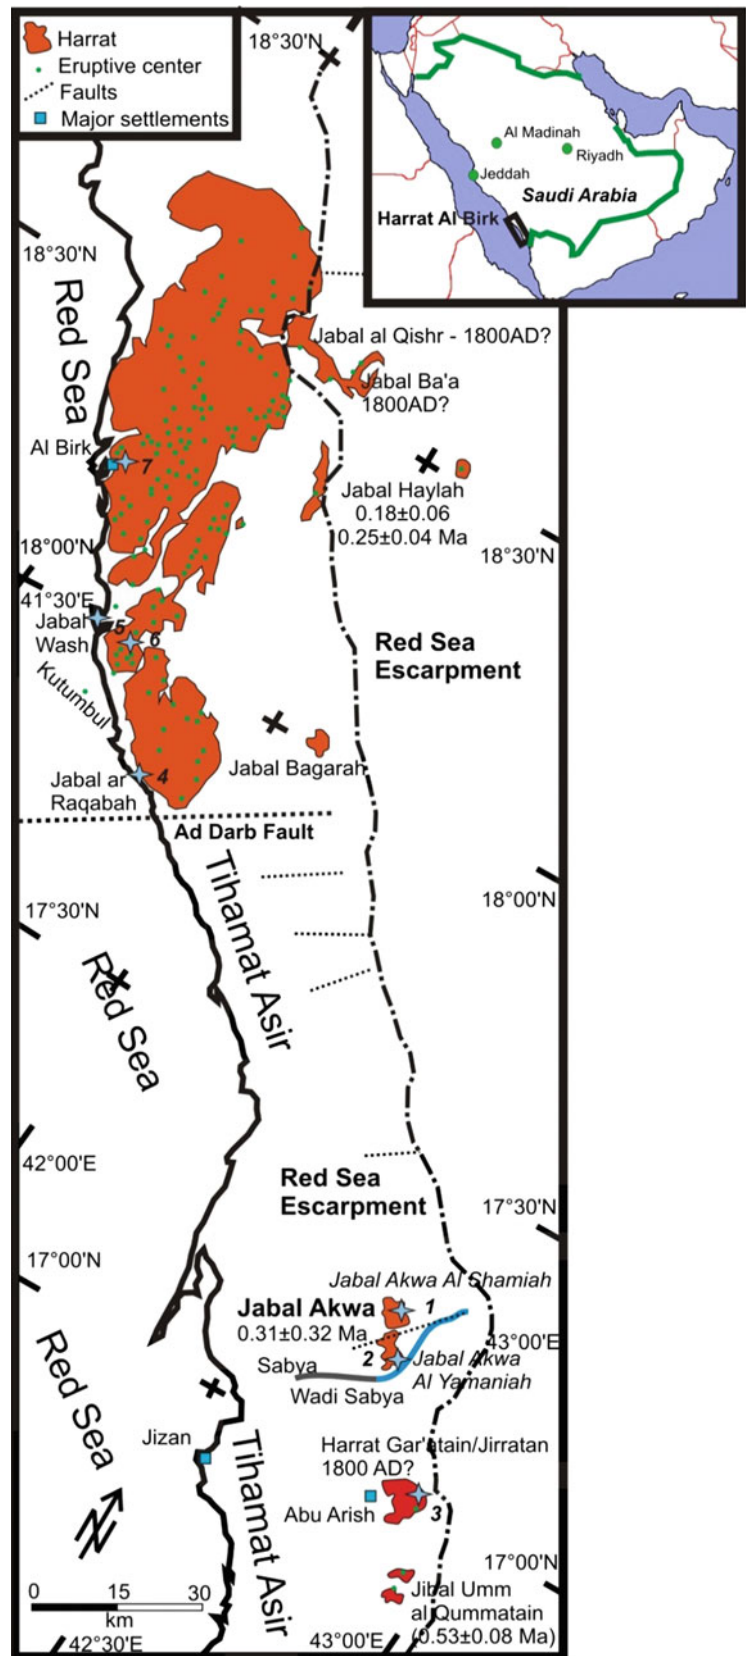 Harrat
Eruptive center
Faults
Major settlements
18°30'N
Al Madinah
Riyadh
Jeddah
Saudi Arabia
Harrat Al Birk
18°30'N
Red Sea
Jabal al Qishr - 1800AD?
Jabal Ba'a
1800AD?
Al Birk
7
Jabal Haylah
0.18±0.06
0.25±0.04 Ma
18°00'N
18°30'N
41°30'E
Jabal
Wash
5
6
Red Sea
Escarpment
Kutumbul
Jabal Bagarah
Jabal ar
Raqabah
4
Ad Darb Fault
Tihamat Asir
18°00'N
17°30'N
Red Sea
42°00'E
Red Sea
Escarpment
17°30'N
17°00'N
Jabal Akwa Al Shamiah
Jabal Akwa
1
0.31±0.32 Ma
43°00'E
2
Jabal Akwa
Al Yamaniah
Sabya
Wadi Sabya
Red Sea
Jizan
Tihamat Asir
Harrat Gar'atain/Jirratan
1800 AD?
Abu Arish
3
N
17°00'N
0 15 30
km
Jibal Umm
al Qummatain
(0.53±0.08 Ma)
42°30'E
43°00'E